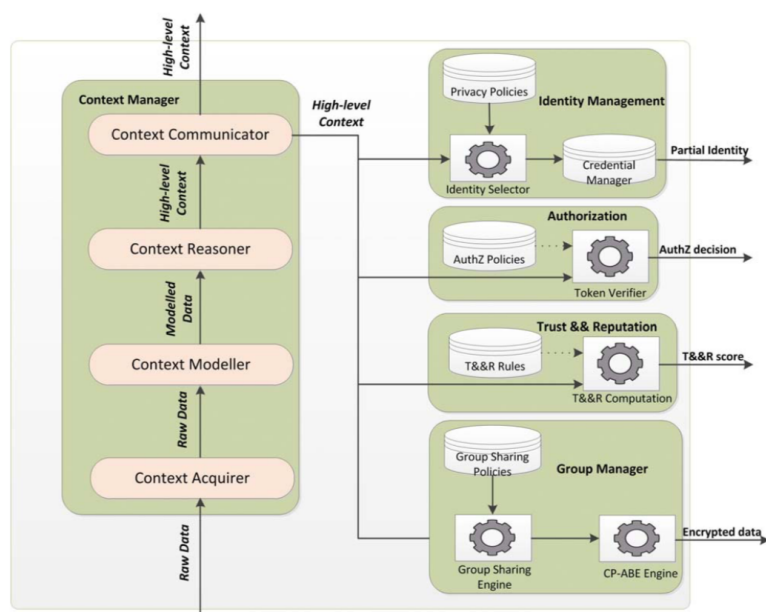 High-level
Context
Context Manager
Context Communicator
High-level
Context
Context Reasoner
Modelled
Data
Context Modeller
Raw Data
Context Acquirer
Raw Data
High-level
Context
Privacy Policies
Identity Management
Identity Selector
Credential
Manager
Partial Identity
Authorization
AuthZ Policies
Token Verifier
AuthZ decision
Trust && Reputation
T&&R Rules
T&&R Computation
T&&R score
Group Sharing
Policies
Group Manager
Group Sharing
Engine
CP-ABE Engine
Encrypted data